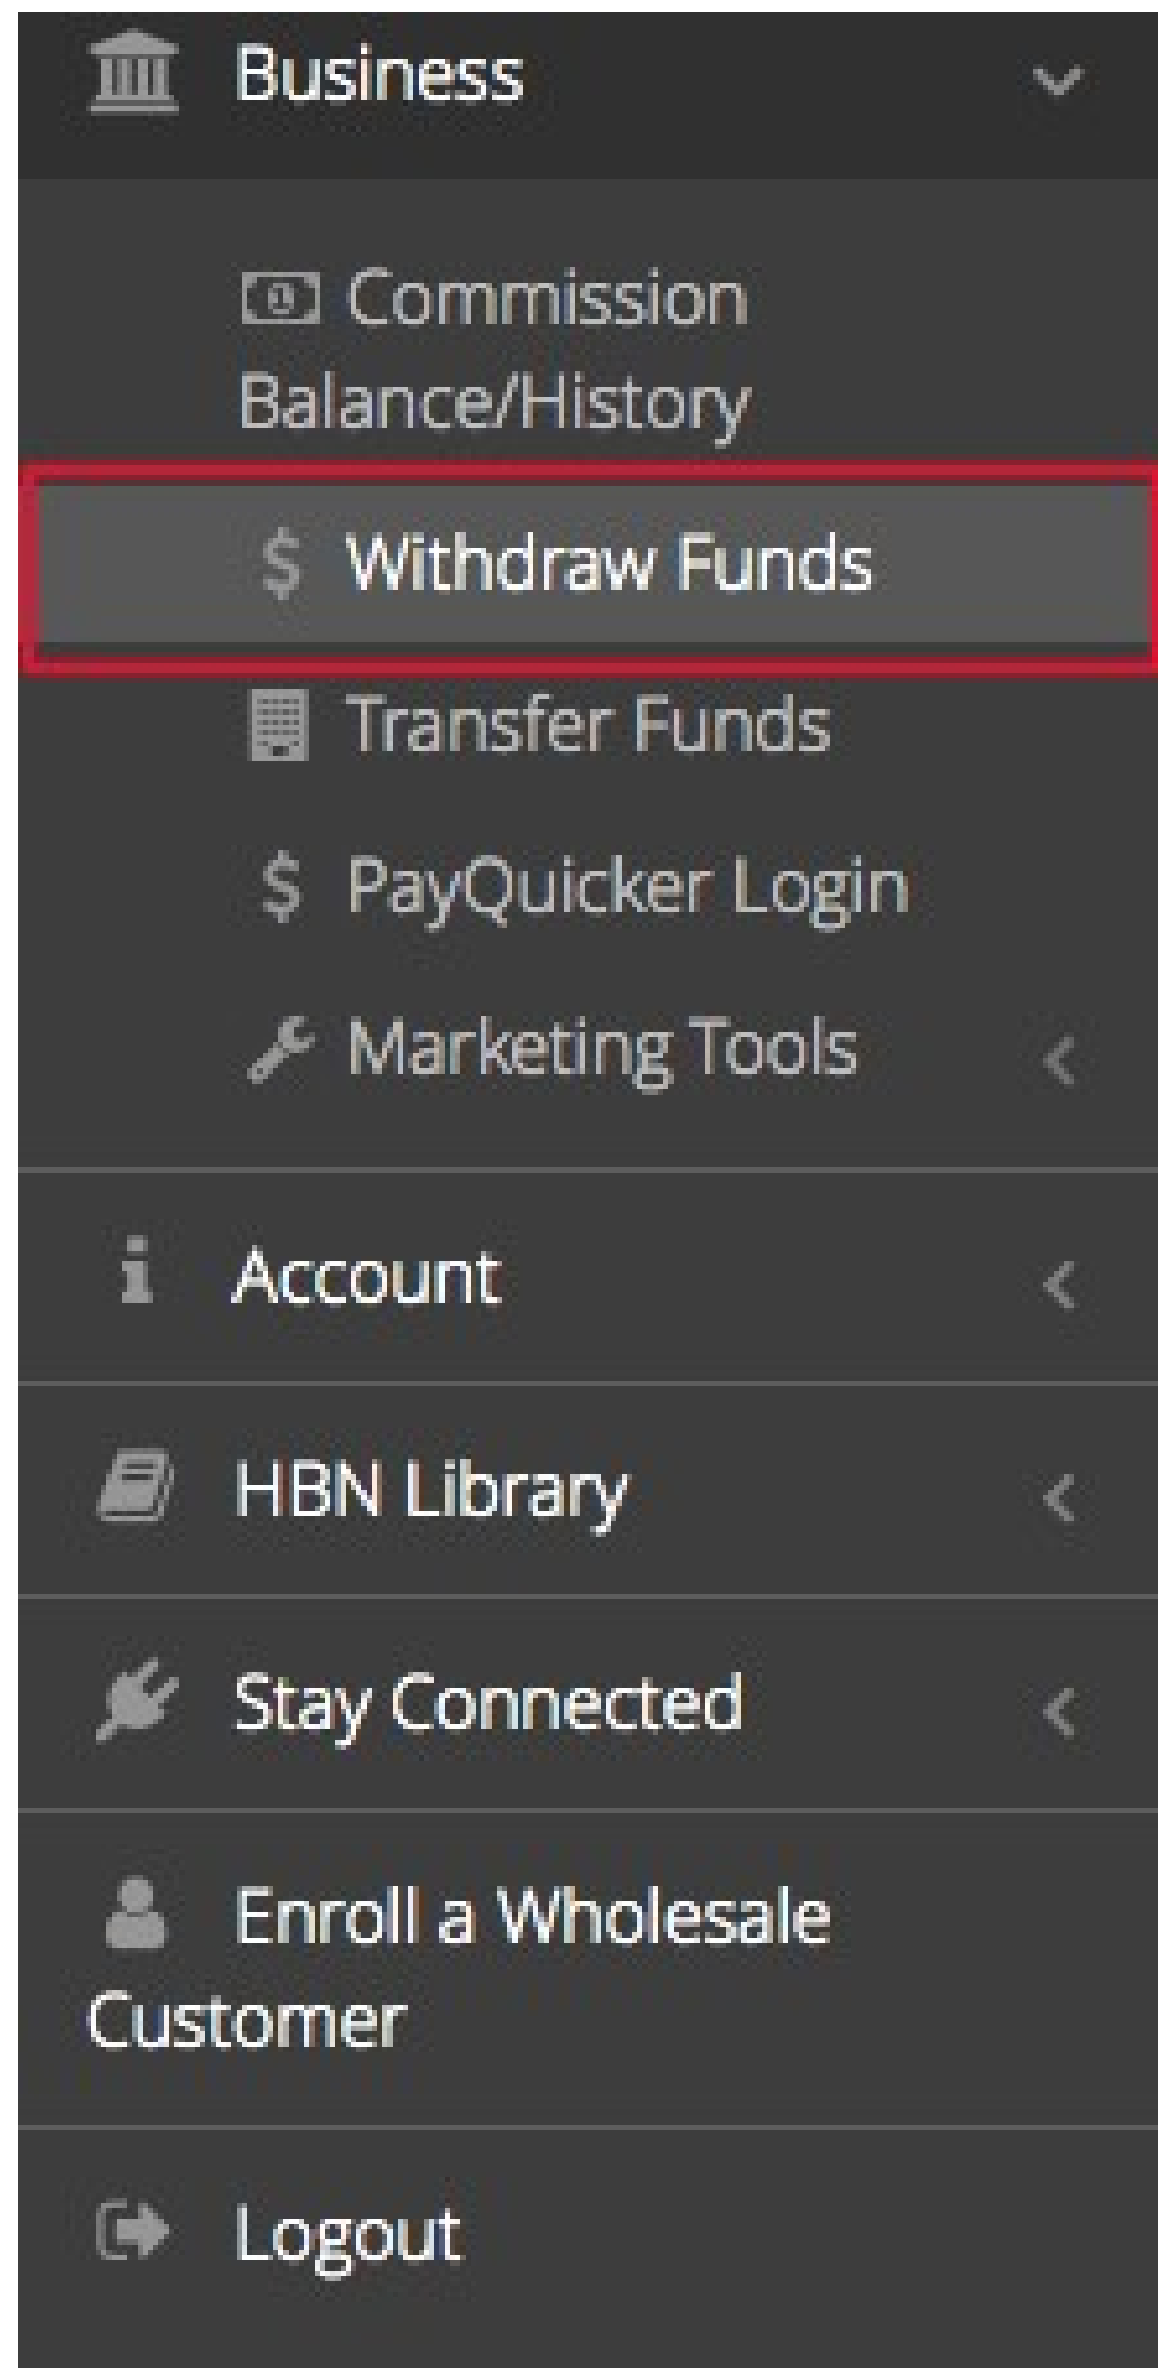 Business
Commission
Balance/History
$ Withdraw Funds
Transfer Funds
$ PayQuicker Login
Marketing Tools
Account
HBN Library
Stay Connected
Enroll a Wholesale
Customer
Logout